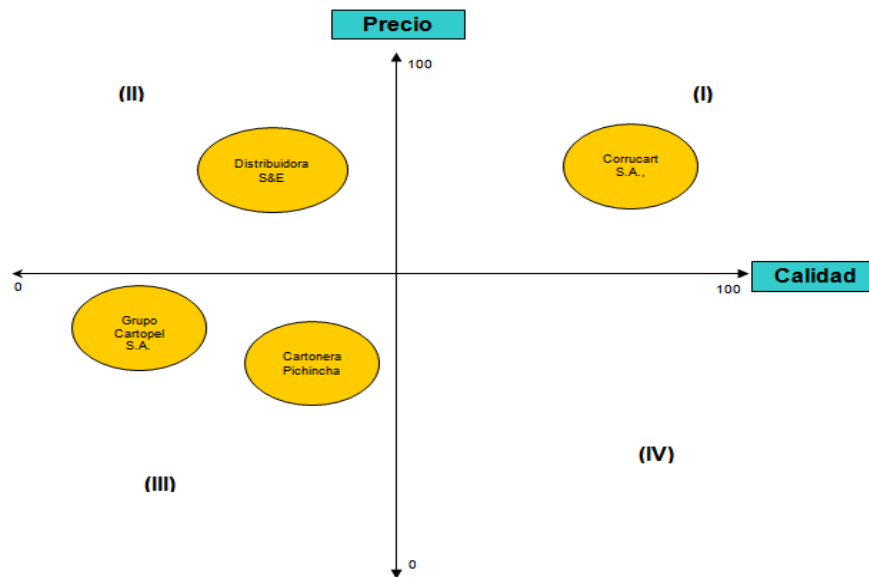 Precio
100
(II)
(I)
Distribuidora
S&E
Corrucart
S.A.,
0
100
Calidad
Grupo
Cartopel
S.A.
Cartonera
Pichincha
(IV)
(III)
0